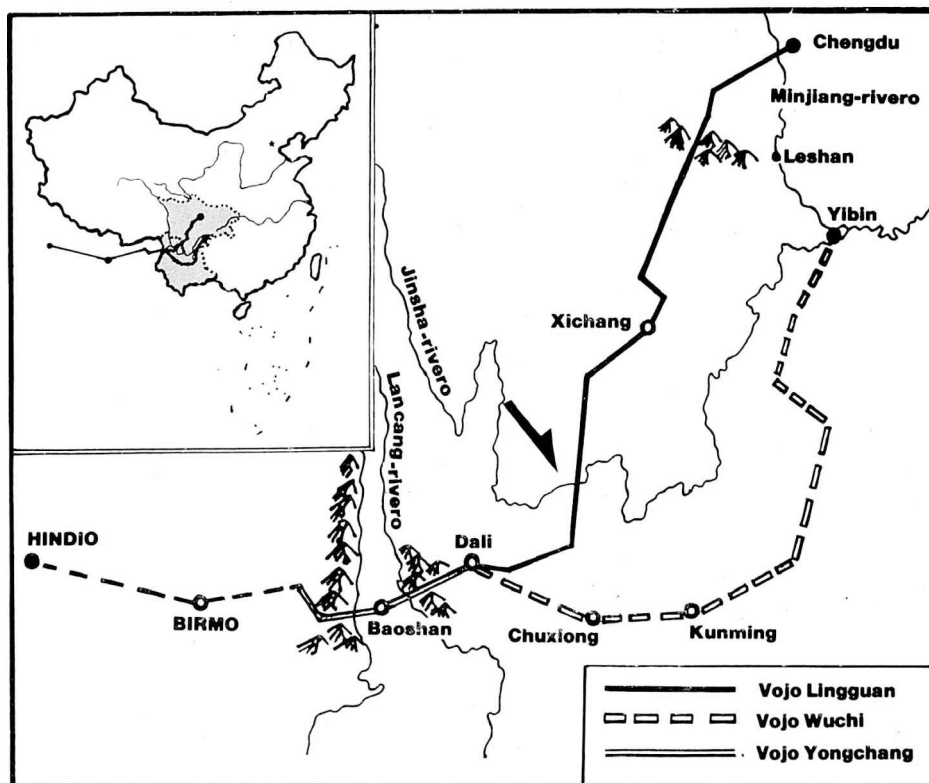 Chengdu
Minjiang-rivero
Leshan
Yibin
Jinsha-rivero
Xichang
Lancang-rivero
HINDiO
Dali
BIRMO
Baoshan
Chuxiong
Kunming
Vojo Lingguan
Vojo Wuchi
Vojo Yongchang